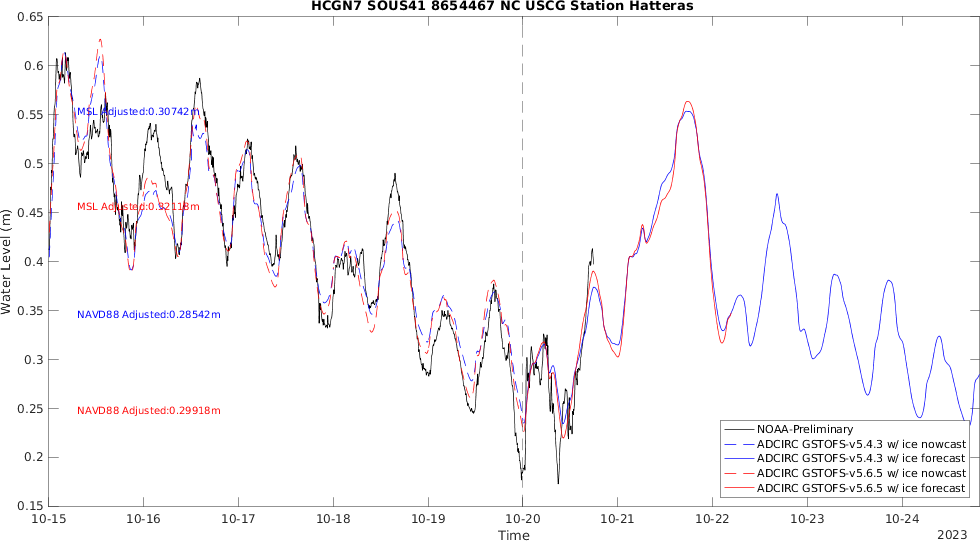 HCGN7 SOUS41 8654467 NC USCG Station Hatteras
0.65
0.6
0.55
0.5
0.45
0.4
0.35
0.3
0.25
0.2
0.15
Water Level (m)
MSL Adjusted:0.30742m
MSL Adjusted:0.32118m
NAVD88 Adjusted:0.28542m
NAVD88 Adjusted:0.29918m
NOAA-Preliminary
ADCIRC GSTOFS-v5.4.3 w/ ice nowcast
ADCIRC GSTOFS-v5.4.3 w/ ice forecast
ADCIRC GSTOFS-v5.6.5 w/ ice nowcast
ADCIRC GSTOFS-v5.6.5 w/ ice forecast
10-15 10-16 10-17 10-18 10-19 10-20 10-21 10-22 10-23 10-24
Time
2023